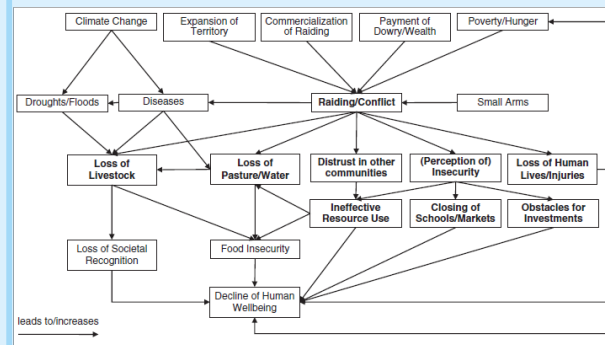 Climate Change
Expansion of
Territory
Commercialization
of Raiding
Payment of
Dowry/Wealth
Poverty/Hunger
Droughts/Floods
Diseases
Raiding/Conflict
Small Arms
Loss of
Livestock
Loss of
Pasture/Water
Distrust in other
communities
(Perception of)
Insecurity
Loss of Human
Lives/Injuries
Ineffective
Resource Use
Closing of
Schools/Markets
Obstacles for
Investments
Loss of Societal
Recognition
Food Insecurity
Decline of Human
Wellbeing
leads to/increases